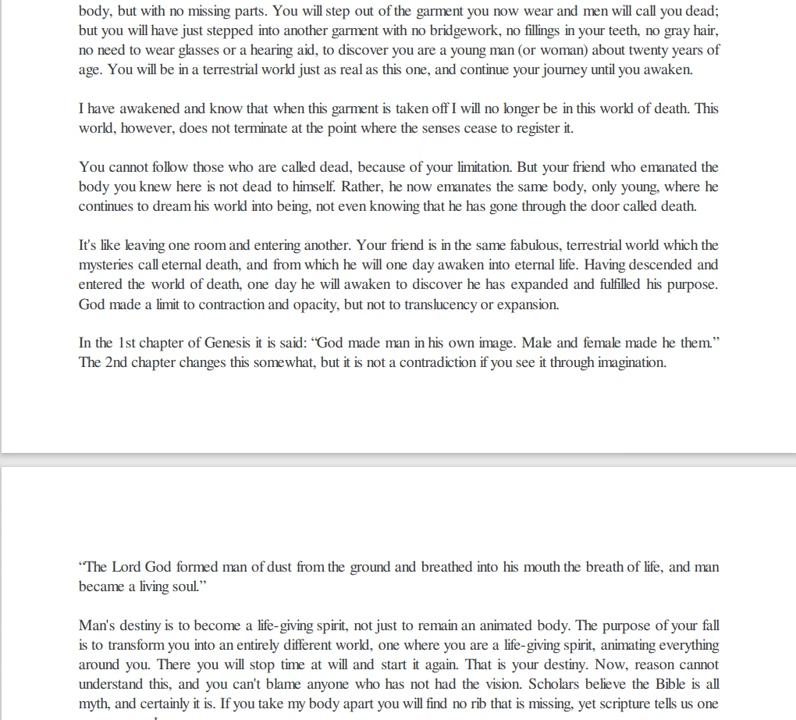 body, but with no missing parts. You will step out of the garment you now wear and men will call you dead;
but you will have just stepped into another garment with no bridgework, no fillings in your teeth, no gray hair,
no need to wear glasses or a hearing aid, to discover you are a young man (or woman) about twenty years of
age. You will be in a terrestrial world just as real as this one, and continue your journey until you awaken.
I have awakened and know that when this garment is taken off I will no longer be in this world of death. This
world, however, does not terminate at the point where the senses cease to register it.
You cannot follow those who are called dead, because of your limitation. But your friend who emanated the
body you knew here is not dead to himself. Rather, he now emanates the same body, only young, where he
continues to dream his world into being, not even knowing that he has gone through the door called death.
It's like leaving one room and entering another. Your friend is in the same fabulous, terrestrial world which the
mysteries call eternal death, and from which he will one day awaken into eternal life. Having descended and
entered the world of death, one day he will awaken to discover he has expanded and fulfilled his purpose.
God made a limit to contraction and opacity, but not to translucency or expansion.
In the 1st chapter of Genesis it is said: “God made man in his own image. Male and female made he them.”
The 2nd chapter changes this somewhat, but it is not a contradiction if you see it through imagination.
“The Lord God formed man of dust from the ground and breathed into his mouth the breath of life, and man
became a living soul.”
Man's destiny is to become a life-giving spirit, not just to remain an animated body. The purpose of your fall
is to transform you into an entirely different world, one where you are a life-giving spirit, animating everything
around you. There you will stop time at will and start it again. That is your destiny. Now, reason cannot
understand this, and you can't blame anyone who has not had the vision. Scholars believe the Bible is all
myth, and certainly it is. If you take my body apart you will find no rib that is missing, yet scripture tells us one